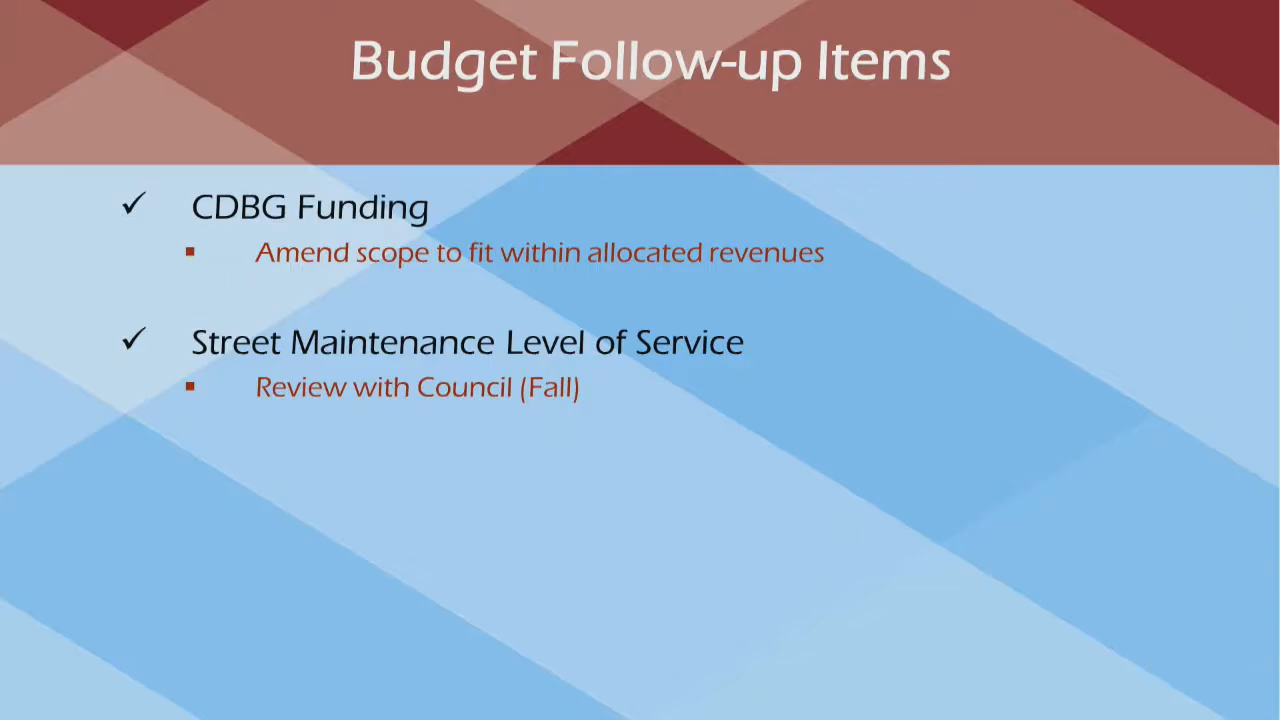 Budget Follow-up Items
✓ CDBG Funding
▪ Amend scope to fit within allocated revenues
✓ Street Maintenance Level of Service
▪ Review with Council (Fall)